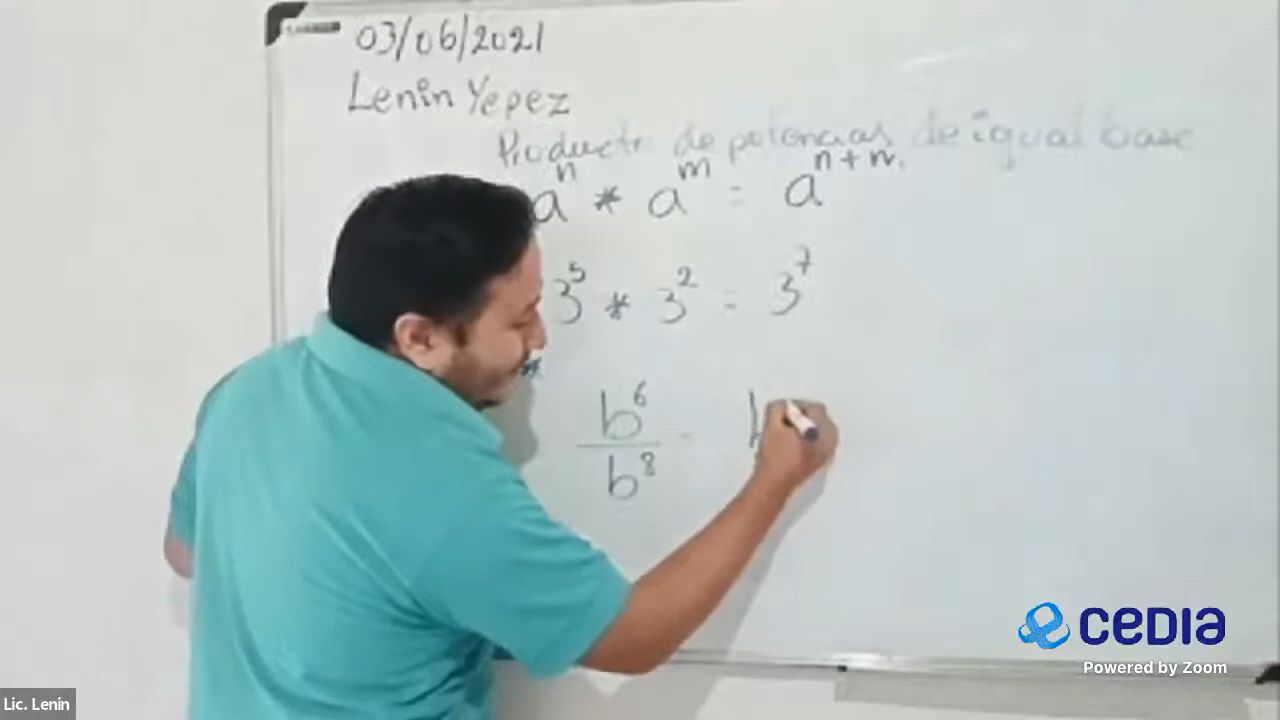 03/06/2021
Lenin Yepez
Producto de potencias de igual base
a^n * a^m = a^{n+m}
3^5 * 3^2 = 3^7
*
b^6 / b^8 =
CEDIA
Powered by Zoom
Lic. Lenin